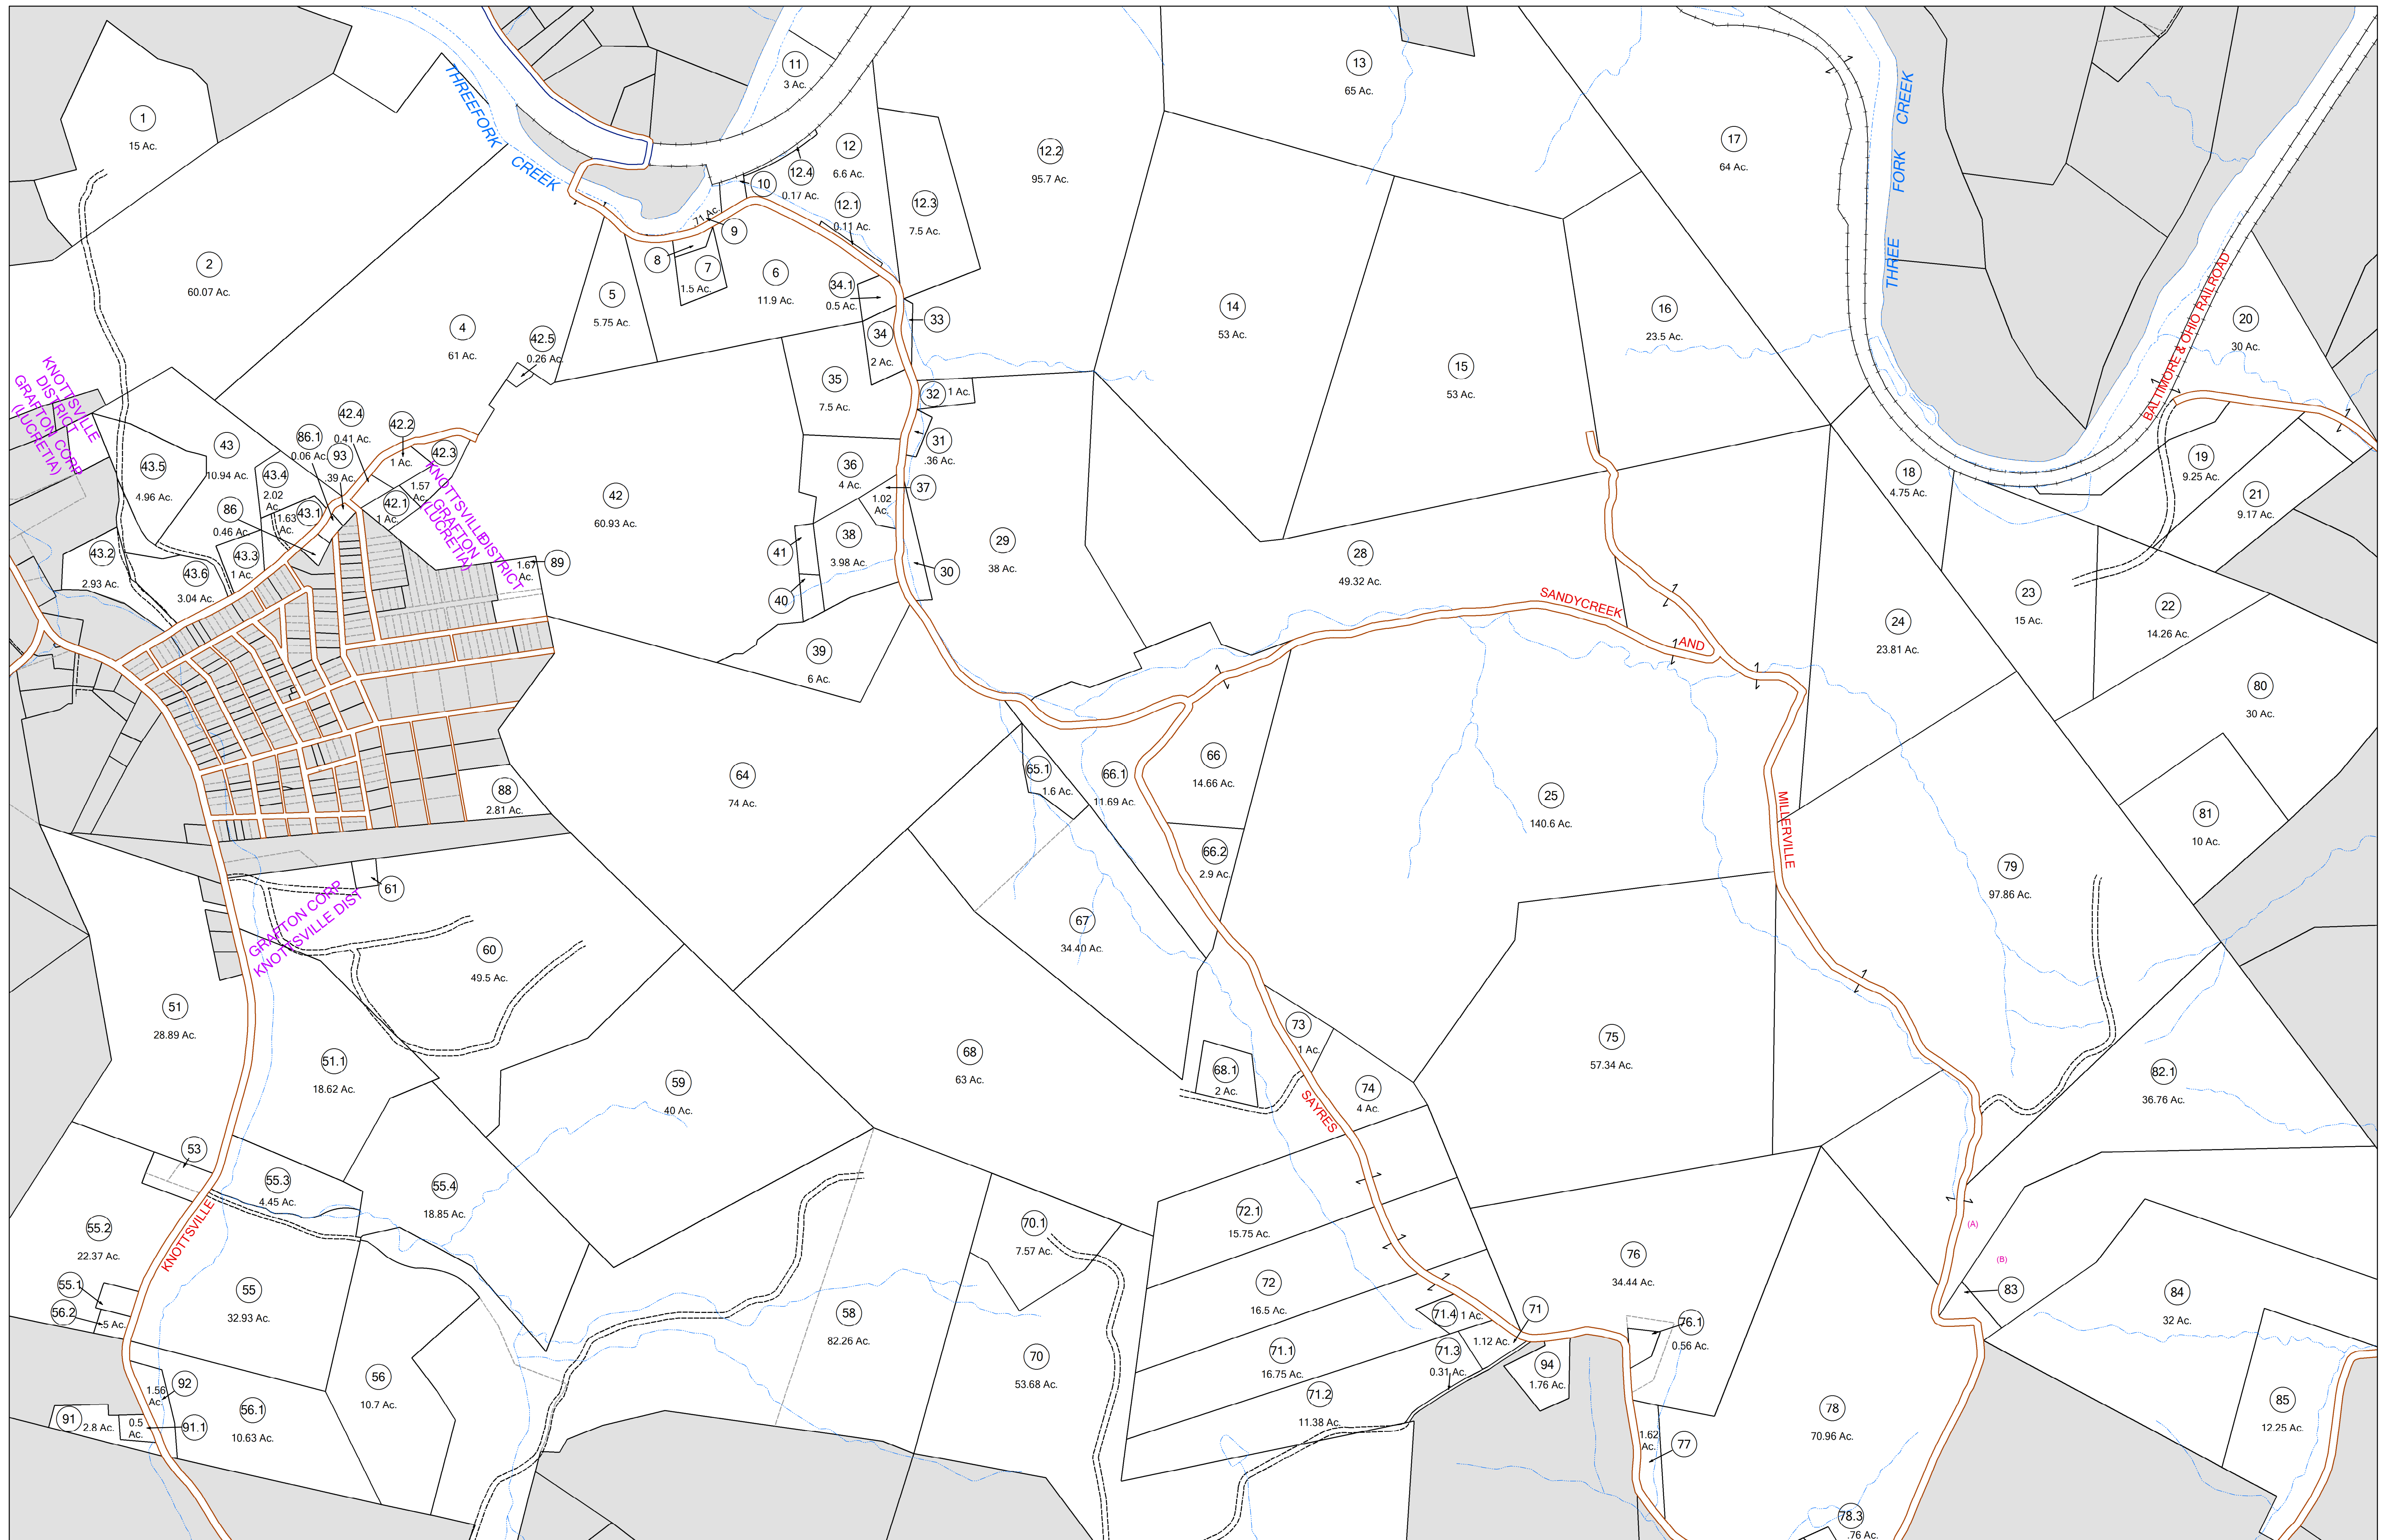 THREEFORK
CREEK
THREE FORK CREEK
1
15 Ac.
2
60.07 Ac.
4
61 Ac.
5
5.75 Ac.
6
11.9 Ac.
7
1.5 Ac.
8
9
.71 Ac.
10
11
3 Ac.
12
6.6 Ac.
12.4
0.17 Ac.
12.1
0.11 Ac.
12.3
7.5 Ac.
12.2
95.7 Ac.
13
65 Ac.
14
53 Ac.
15
53 Ac.
16
23.5 Ac.
17
64 Ac.
18
4.75 Ac.
19
9.25 Ac.
20
30 Ac.
BALTIMORE & OHIO RAILROAD
21
9.17 Ac.
22
14.26 Ac.
23
15 Ac.
24
23.81 Ac.
25
140.6 Ac.
28
49.32 Ac.
29
38 Ac.
30
31
.36 Ac.
32
1 Ac.
33
34.1
0.5 Ac.
34
2 Ac.
35
7.5 Ac.
36
4 Ac.
37
1.02
Ac.
38
3.98 Ac.
41
40
39
6 Ac.
42
60.93 Ac.
42.5
0.26 Ac.
42.4
0.41 Ac.
42.2
1 Ac.
42.3
1.57
Ac.
42.1
1 Ac.
86.1
0.06 Ac.
93
.39 Ac.
86
0.46 Ac.
43
10.94 Ac.
43.5
4.96 Ac.
43.4
2.02
Ac.
43.1
1.63
Ac.
43.3
1 Ac.
43.2
2.93 Ac.
43.6
3.04 Ac.
KNOTTSVILLE
DISTRICT
GRAFTON CORP
(LUCRETIA)
KNOTTSVILLE DISTRICT
GRAFTON
(LUCRETIA)
89
1.67
Ac.
88
2.81 Ac.
SANDYCREEK
AND
MILLERVILLE
64
74 Ac.
65.1
1.6 Ac.
66.1
11.69 Ac.
66
14.66 Ac.
66.2
2.9 Ac.
67
34.40 Ac.
80
30 Ac.
81
10 Ac.
79
97.86 Ac.
61
GRAFTON CORP
KNOTTSVILLE DIST
60
49.5 Ac.
51
28.89 Ac.
51.1
18.62 Ac.
59
40 Ac.
68
63 Ac.
68.1
2 Ac.
73
1 Ac.
74
4 Ac.
SAYRES
75
57.34 Ac.
82.1
36.76 Ac.
53
55.3
4.45 Ac.
55.4
18.85 Ac.
55.2
22.37 Ac.
KNOTTSVILLE
55.1
56.2
.5 Ac.
55
32.93 Ac.
56
10.7 Ac.
56.1
10.63 Ac.
92
1.56
Ac.
91
2.8 Ac.
0.5
Ac.
91.1
58
82.26 Ac.
70.1
7.57 Ac.
70
53.68 Ac.
72.1
15.75 Ac.
72
16.5 Ac.
71.1
16.75 Ac.
71.2
11.38 Ac.
71.4
1 Ac.
71
1.12 Ac.
71.3
0.31 Ac.
94
1.76 Ac.
76
34.44 Ac.
76.1
0.56 Ac.
77
1.62
Ac.
78
70.96 Ac.
78.3
.76 Ac.
(A)
(B)
83
84
32 Ac.
85
12.25 Ac.